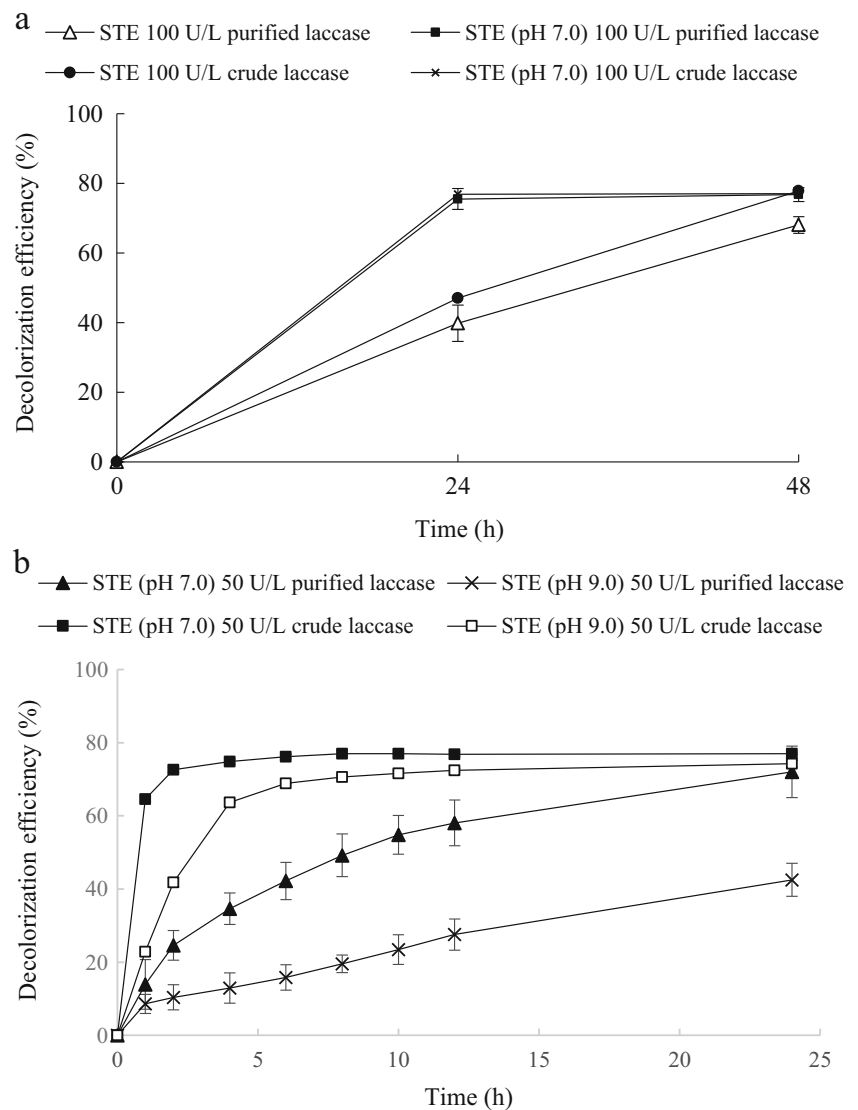 a
STE 100 U/L purified laccase
STE (pH 7.0) 100 U/L purified laccase
STE 100 U/L crude laccase
STE (pH 7.0) 100 U/L crude laccase
100
80
60
40
20
0
Decolorization efficiency (%)
0 24 48
Time (h)
b
STE (pH 7.0) 50 U/L purified laccase
STE (pH 9.0) 50 U/L purified laccase
STE (pH 7.0) 50 U/L crude laccase
STE (pH 9.0) 50 U/L crude laccase
100
80
60
40
20
0
Decolorization efficiency (%)
0 5 10 15 20 25
Time (h)